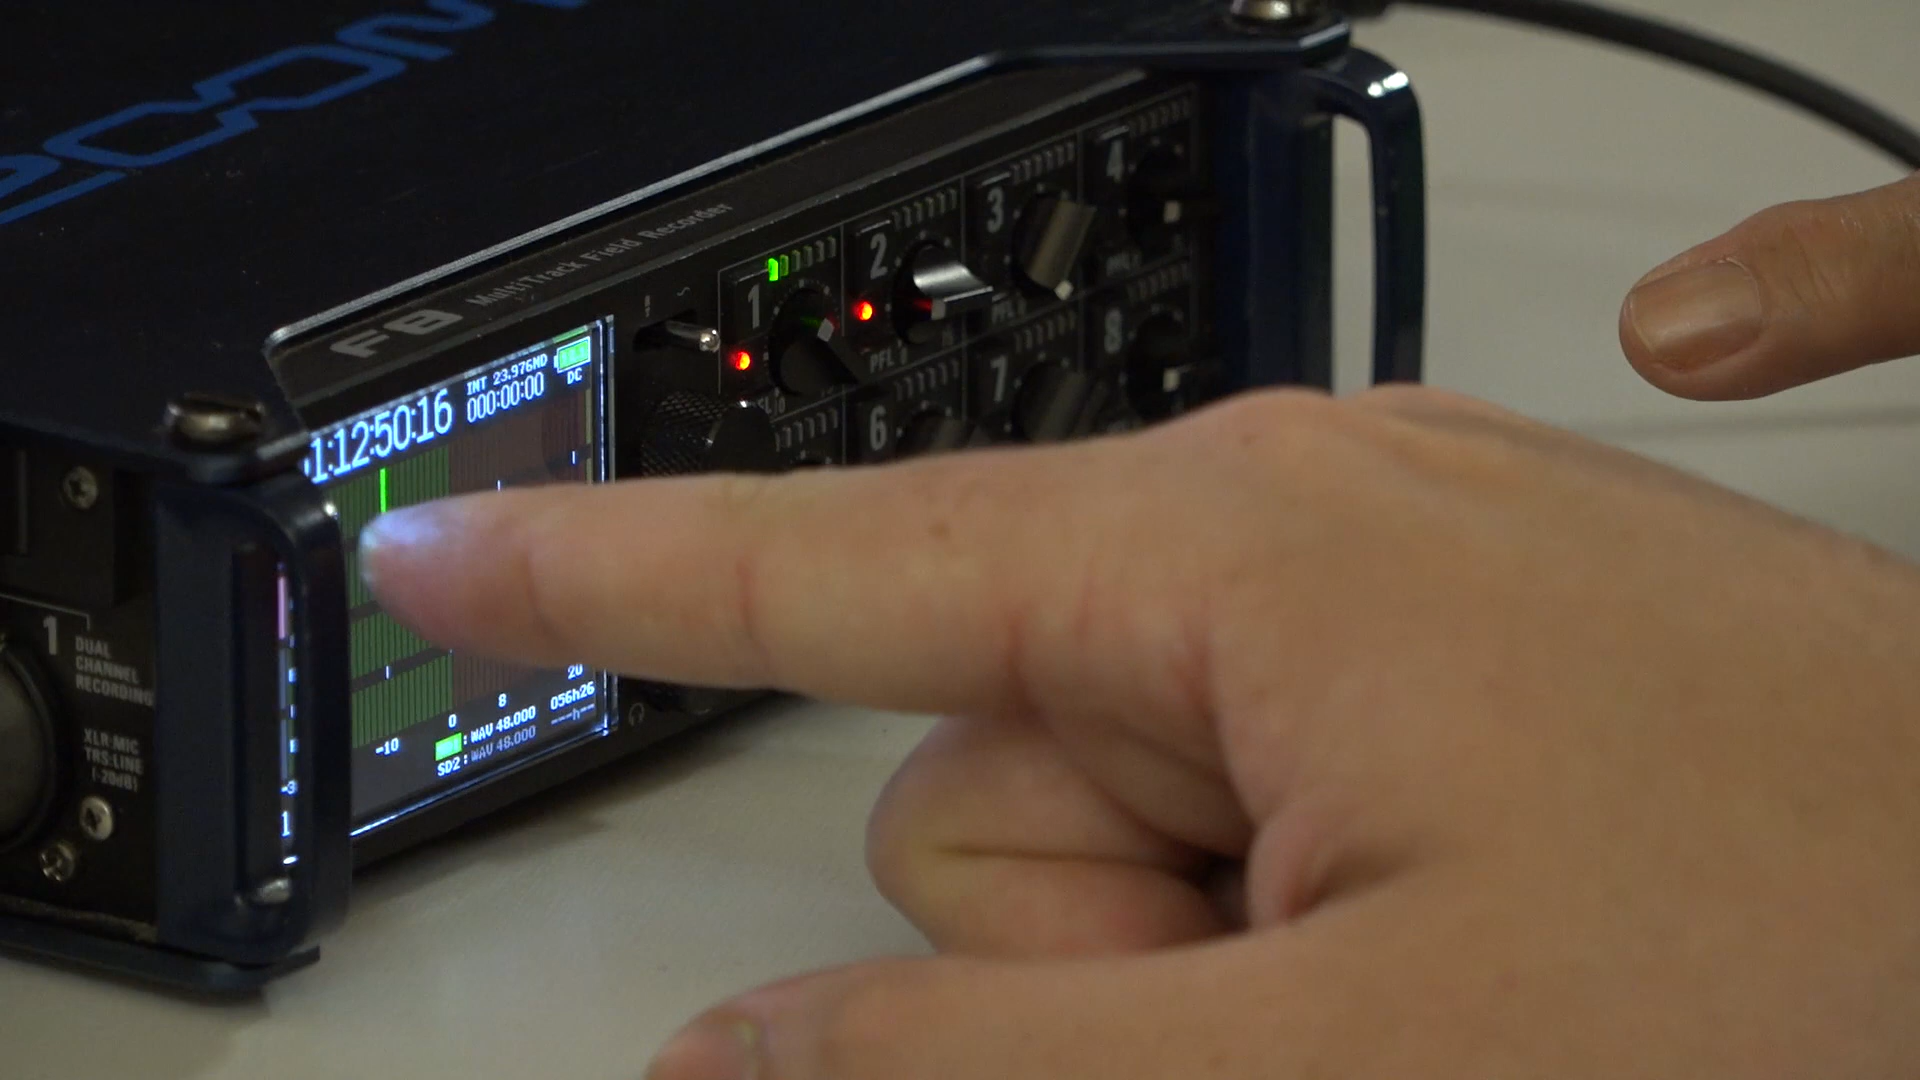 ZOOM
F8 MultiTrack Field Recorder
1
2
3
4
PFL
PFL
6
7
8
1:12:50:16
INT 23.976ND
000:00:00
DC
-10
0
8
20
056h26
: WAV 48.000
SD2 : WAV 48.000
1
DUAL
CHANNEL
RECORDING
XLR:MIC
TRS:LINE
(-20dB)